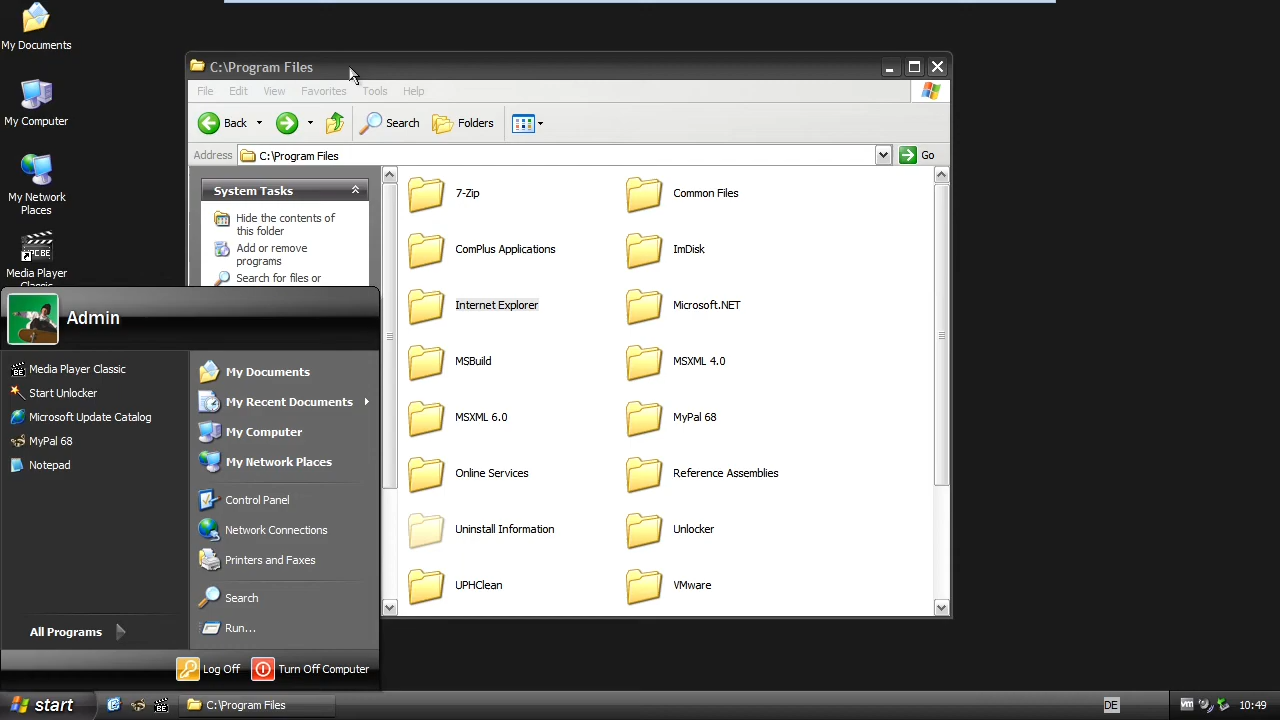 My Documents
My Computer
My Network
Places
Media Player
Classic
C:\Program Files
File Edit View Favorites Tools Help
Back Search Folders
Address C:\Program Files Go
System Tasks
Hide the contents of
this folder
Add or remove
programs
Search for files or
7-Zip Common Files
ComPlus Applications ImDisk
Internet Explorer Microsoft.NET
MSBuild MSXML 4.0
MSXML 6.0 MyPal 68
Online Services Reference Assemblies
Uninstall Information Unlocker
UPHClean VMware
Admin
Media Player Classic
Start Unlocker
Microsoft Update Catalog
MyPal 68
Notepad
All Programs
My Documents
My Recent Documents
My Computer
My Network Places
Control Panel
Network Connections
Printers and Faxes
Search
Run...
Log Off Turn Off Computer
start C:\Program Files DE vm 10:49